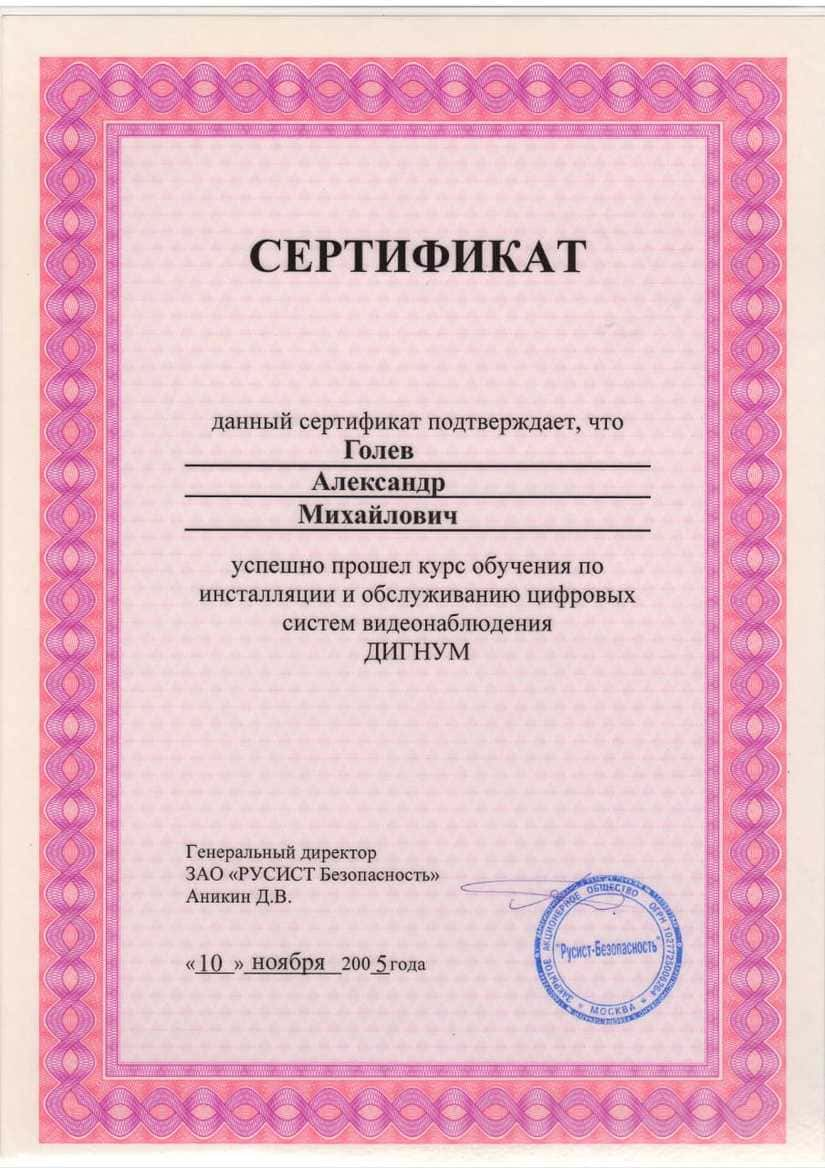 СЕРТИФИКАТ
данный сертификат подтверждает, что
Голев
Александр
Михайлович
успешно прошел курс обучения по
инсталляции и обслуживанию цифровых
систем видеонаблюдения
ДИГНУМ
Генеральный директор
ЗАО «РУСИСТ Безопасность»
Аникин Д.В.
«10» ноября 2005 года
ЗАКРЫТОЕ АКЦИОНЕРНОЕ ОБЩЕСТВО
ОГРН
"Русист-Безопасность"
МОСКВА